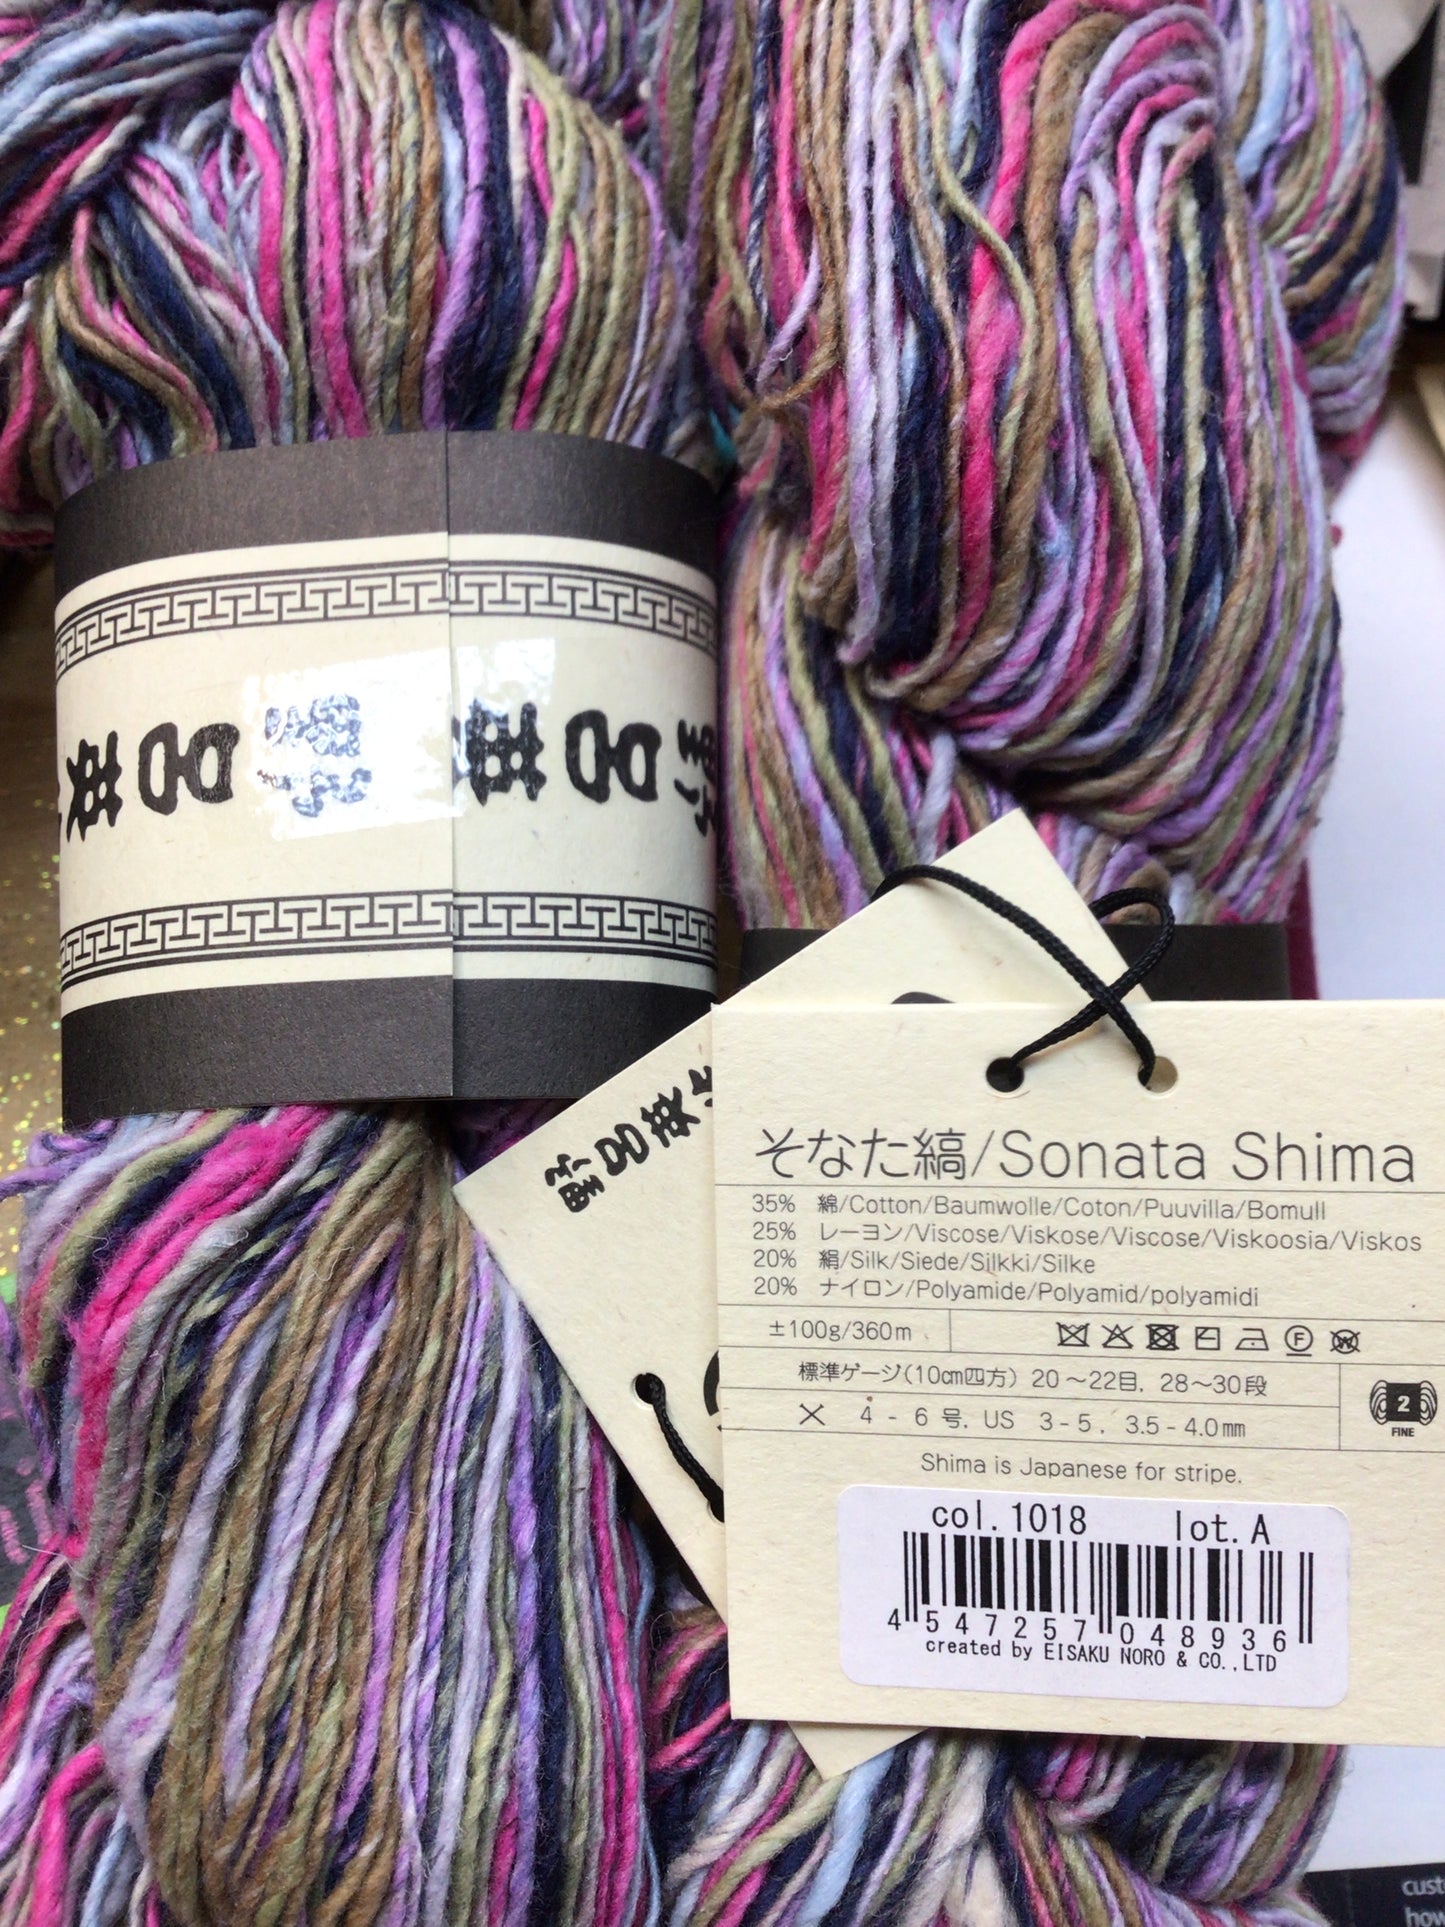 そなた縞/Sonata Shima
35% 綿/Cotton/Baumwolle/Coton/Puuvilla/Bomull
25% レーヨン/Viscose/Viskose/Viscose/Viskoosia/Viskos
20% 絹/Silk/Siede/Silkki/Silke
20% ナイロン/Polyamide/Polyamid/polyamidi
±100g/360m
F
W
標準ゲージ(10cm四方) 20～22目, 28～30段
4 - 6 号. US 3-5, 3.5-4.0mm
2
FINE
Shima is Japanese for stripe.
col.1018 lot.A
4547257048936
created by EISAKU NORO & CO.,LTD
how